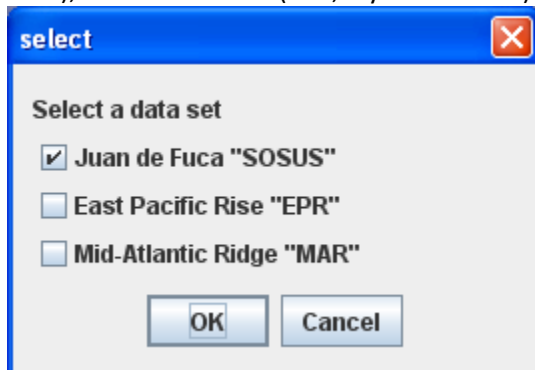 select
Select a data set
Juan de Fuca "SOSUS"
East Pacific Rise "EPR"
Mid-Atlantic Ridge "MAR"
OK Cancel